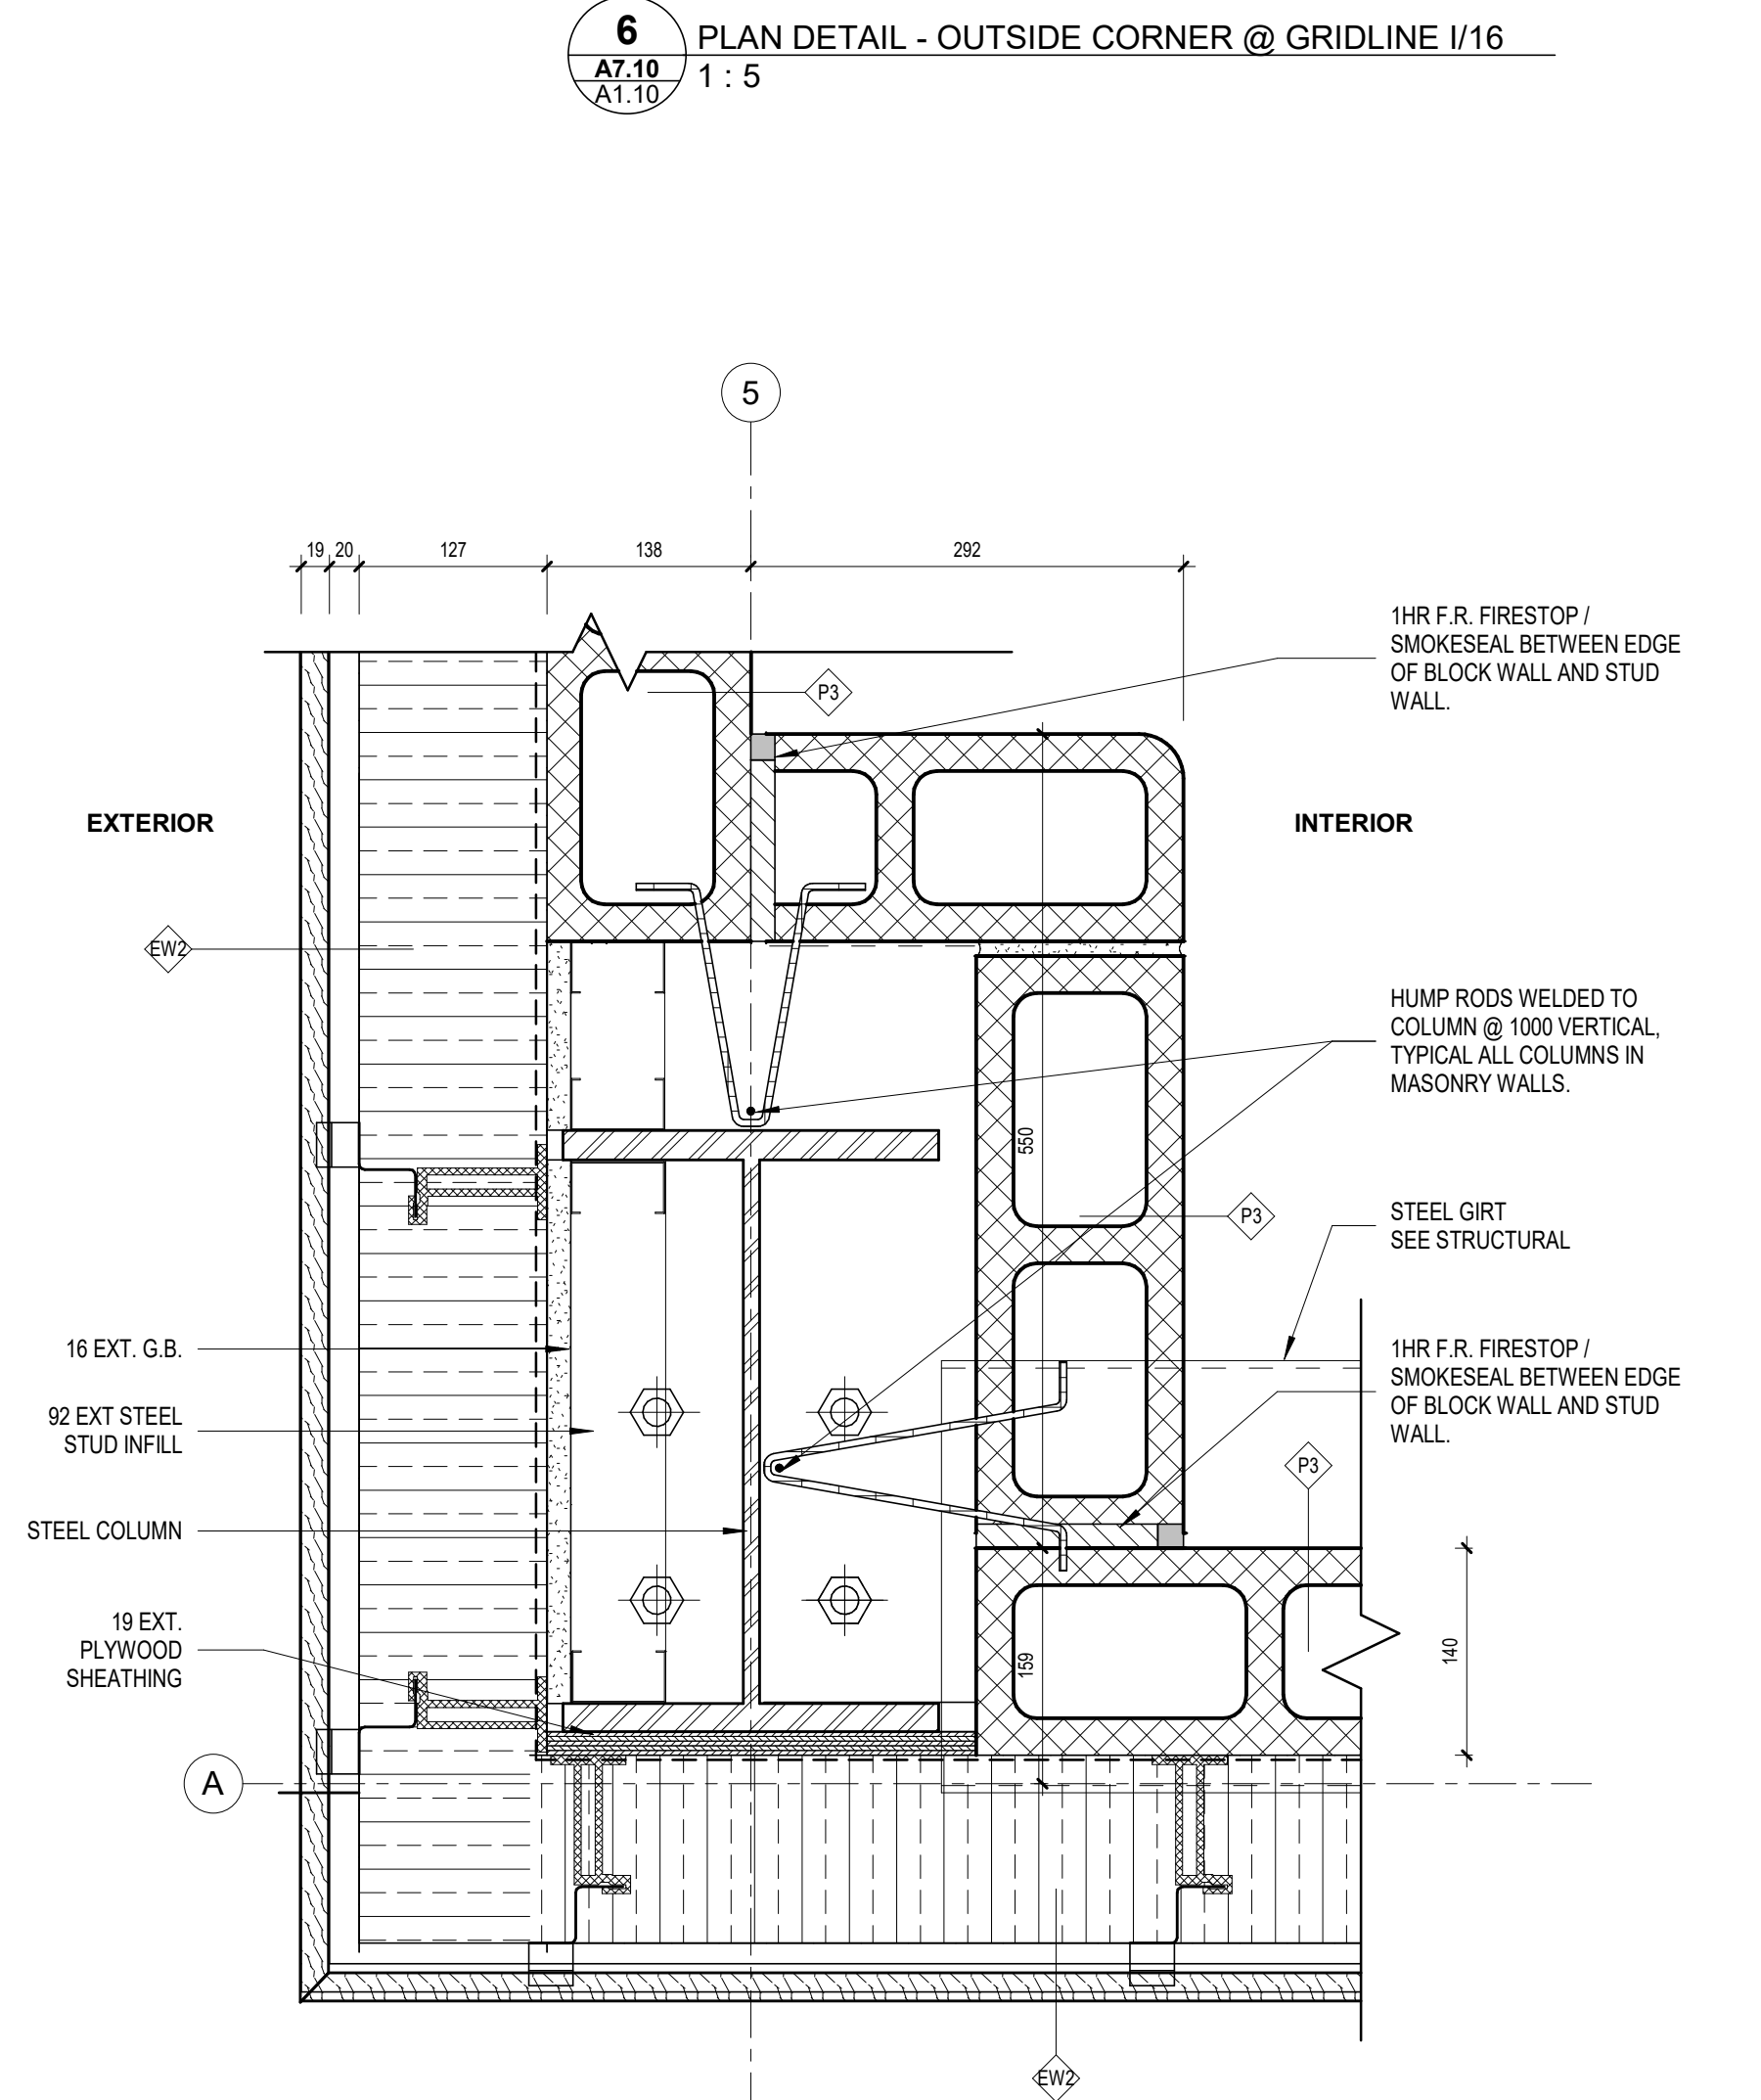 6
A7.10
A1.10
PLAN DETAIL - OUTSIDE CORNER @ GRIDLINE I/16
1 : 5
5
19 20 127 138 292
1HR F.R. FIRESTOP /
SMOKESEAL BETWEEN EDGE
OF BLOCK WALL AND STUD
WALL.
P3
EXTERIOR
INTERIOR
EW2
HUMP RODS WELDED TO
COLUMN @ 1000 VERTICAL,
TYPICAL ALL COLUMNS IN
MASONRY WALLS.
550
P3
STEEL GIRT
SEE STRUCTURAL
16 EXT. G.B.
1HR F.R. FIRESTOP /
SMOKESEAL BETWEEN EDGE
OF BLOCK WALL AND STUD
WALL.
92 EXT STEEL
STUD INFILL
P3
STEEL COLUMN
19 EXT.
PLYWOOD
SHEATHING
159
140
A
EW2